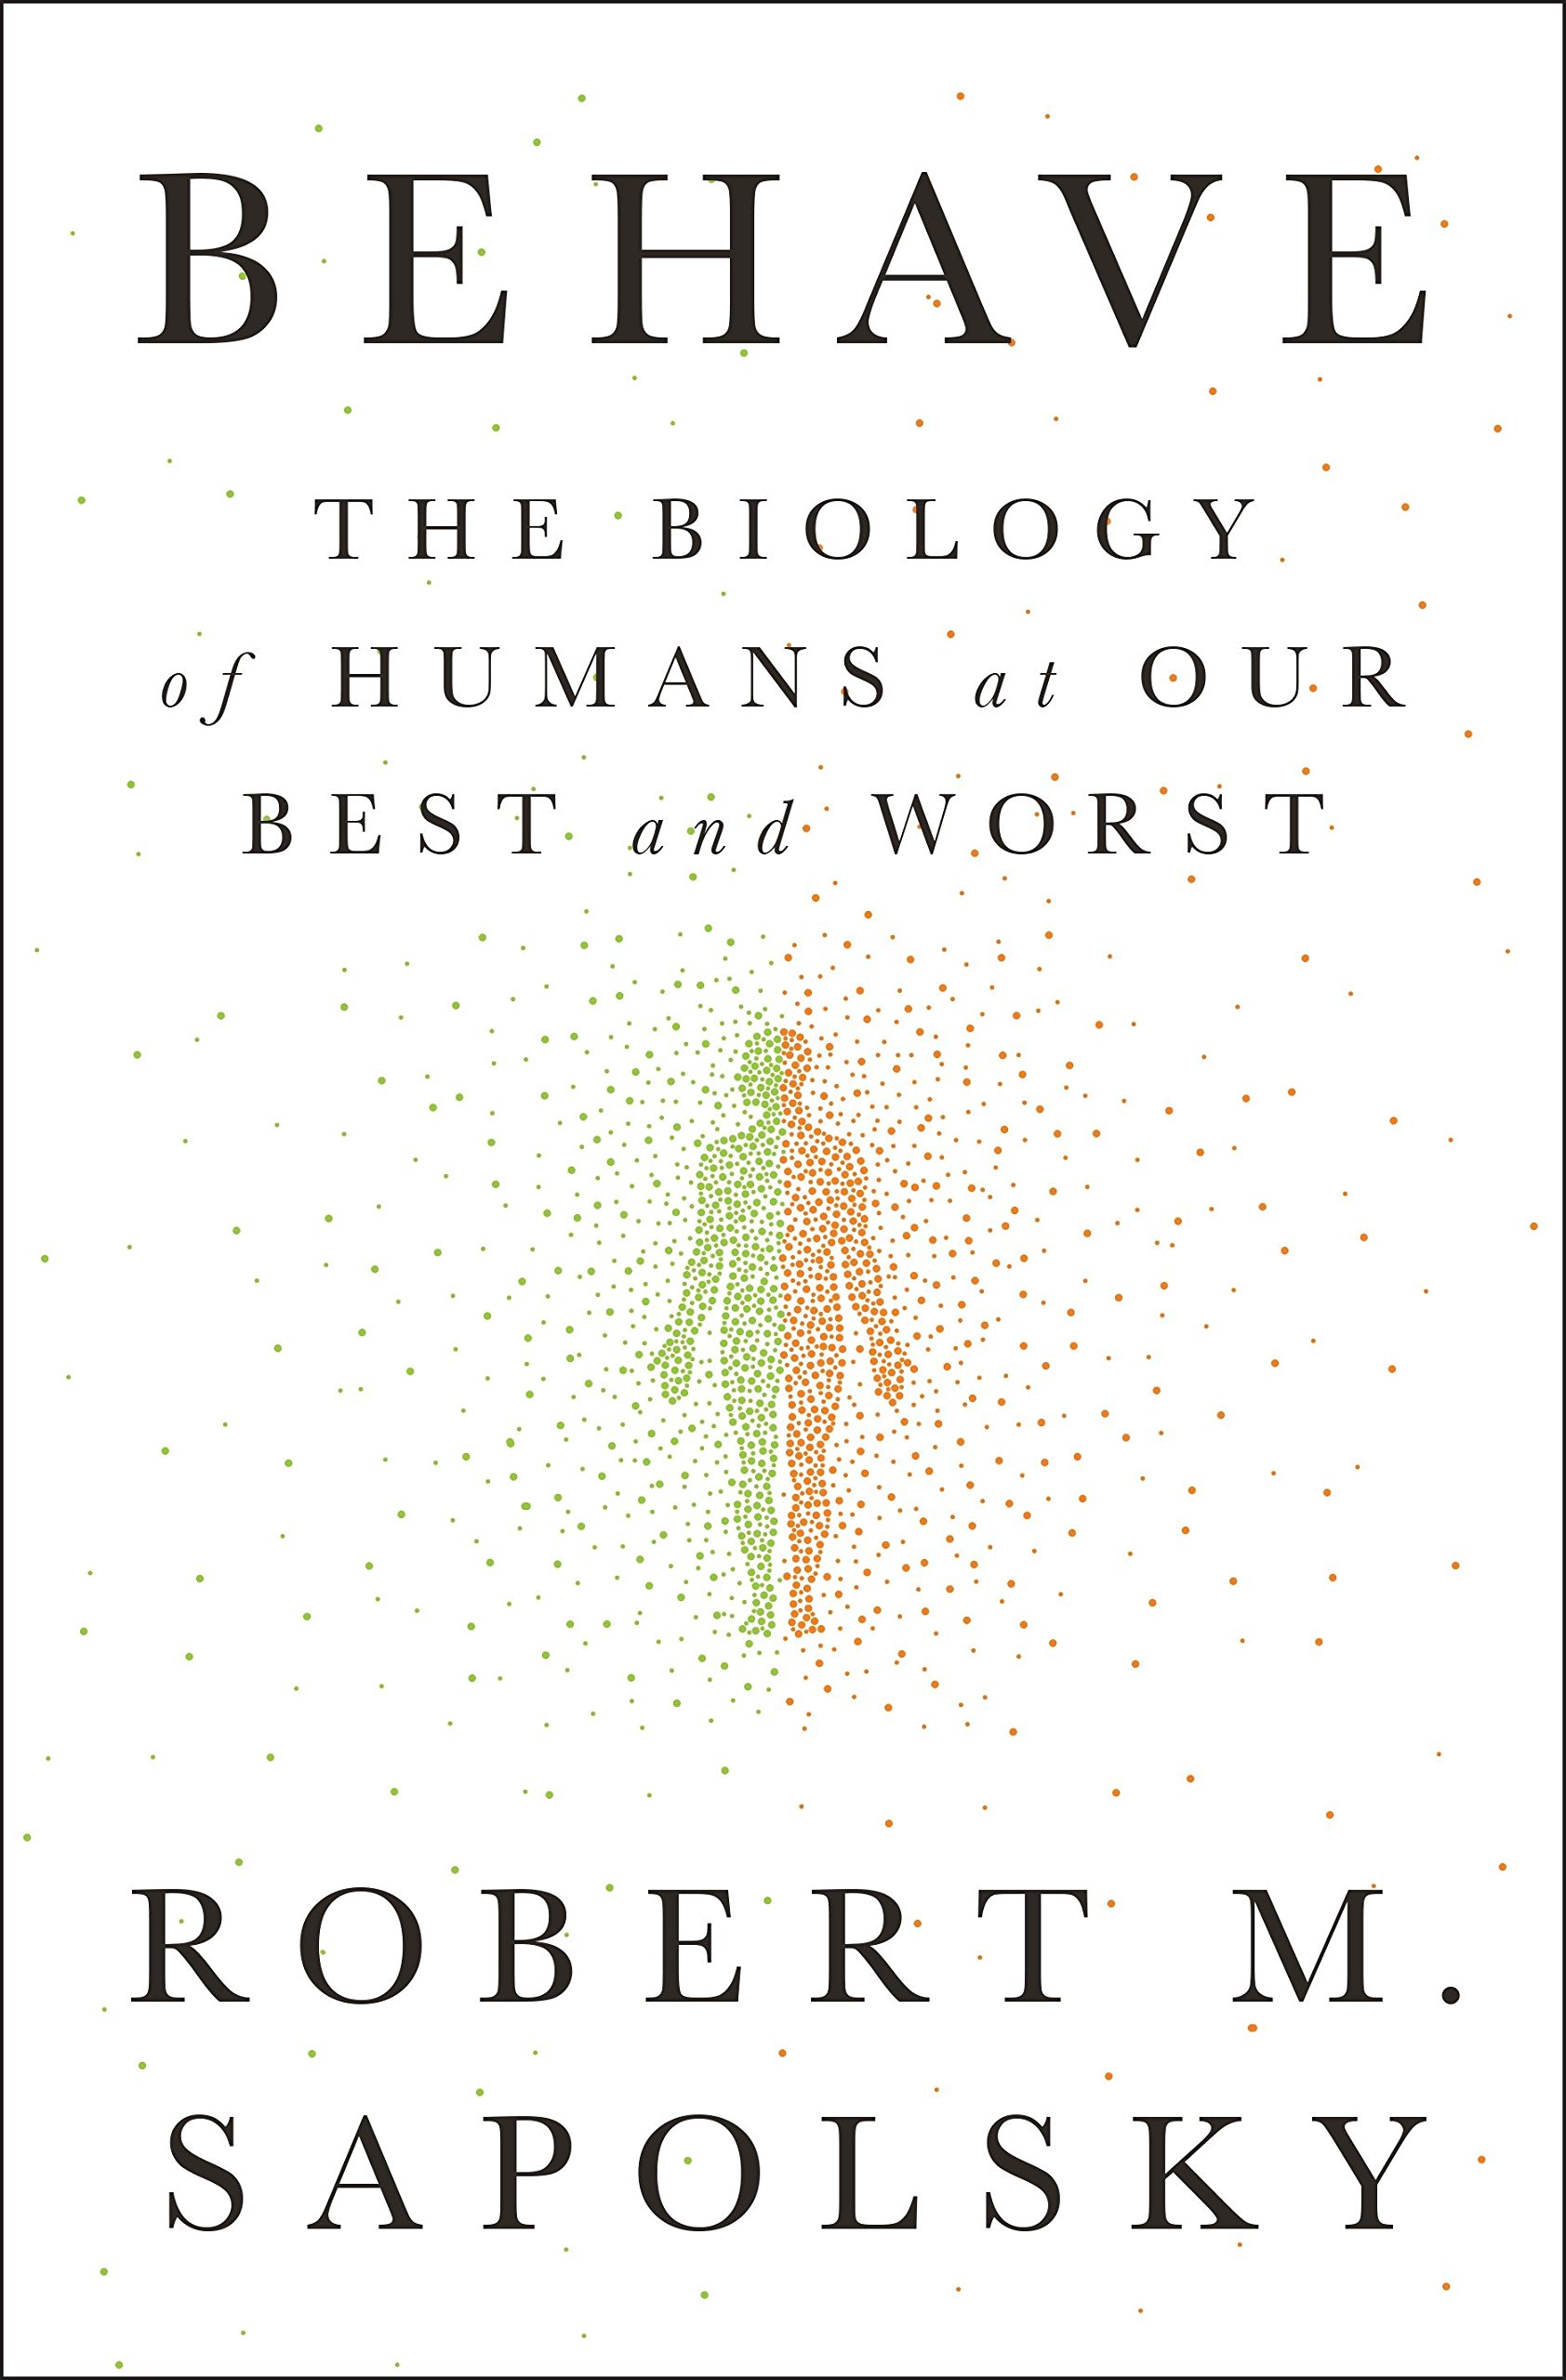 BEHAVE
THE BIOLOGY
of HUMANS at OUR
BEST and WORST
ROBERT M.
SAPOLSKY